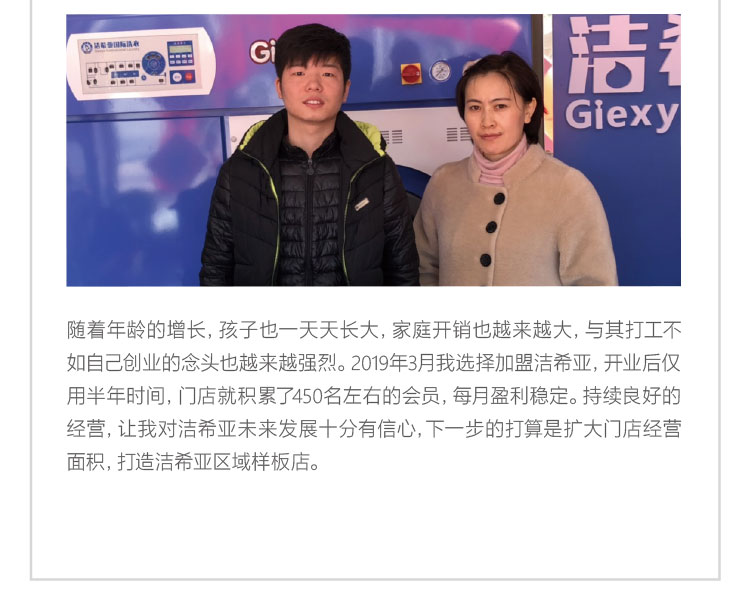 洁希亚国际洗衣
Gi
洁希
Giexy
随着年龄的增长，孩子也一天天长大，家庭开销也越来越大，与其打工不
如自己创业的念头也越来越强烈。2019年3月我选择加盟洁希亚，开业后仅
用半年时间，门店就积累了450名左右的会员，每月盈利稳定。持续良好的
经营，让我对洁希亚未来发展十分有信心，下一步的打算是扩大门店经营
面积，打造洁希亚区域样板店。